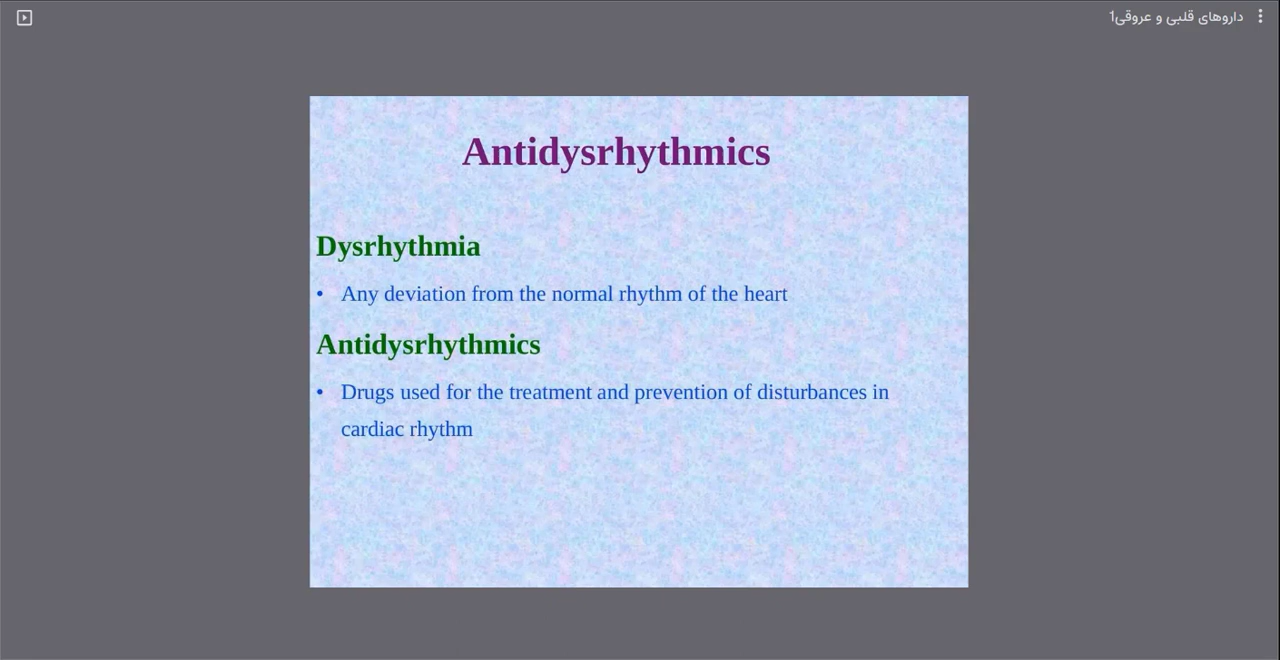 داروهای قلبی و عروقی1
Antidysrhythmics
Dysrhythmia
• Any deviation from the normal rhythm of the heart
Antidysrhythmics
• Drugs used for the treatment and prevention of disturbances in
cardiac rhythm